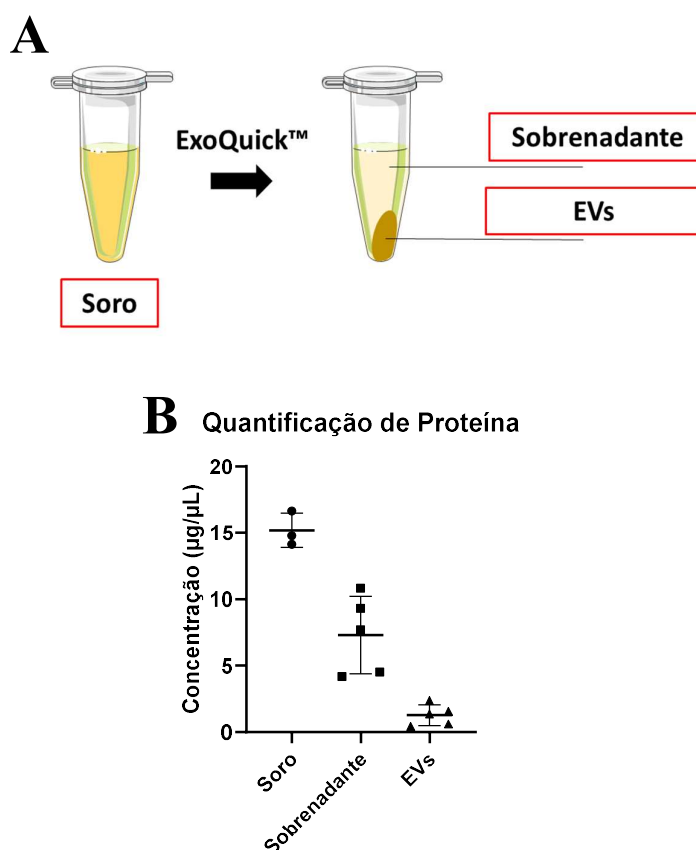 A
ExoQuick™
Sobrenadante
EVs
Soro
B Quantificação de Proteína
Concentração (µg/µL)
20
15
10
5
0
Soro
Sobrenadante
EVs